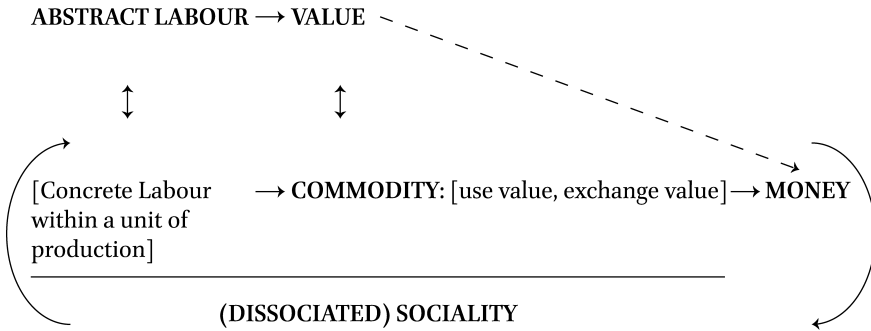 ABSTRACT LABOUR → VALUE
[Concrete Labour → COMMODITY: [use value, exchange value] → MONEY
within a unit of
production]
(DISSOCIATED) SOCIALITY